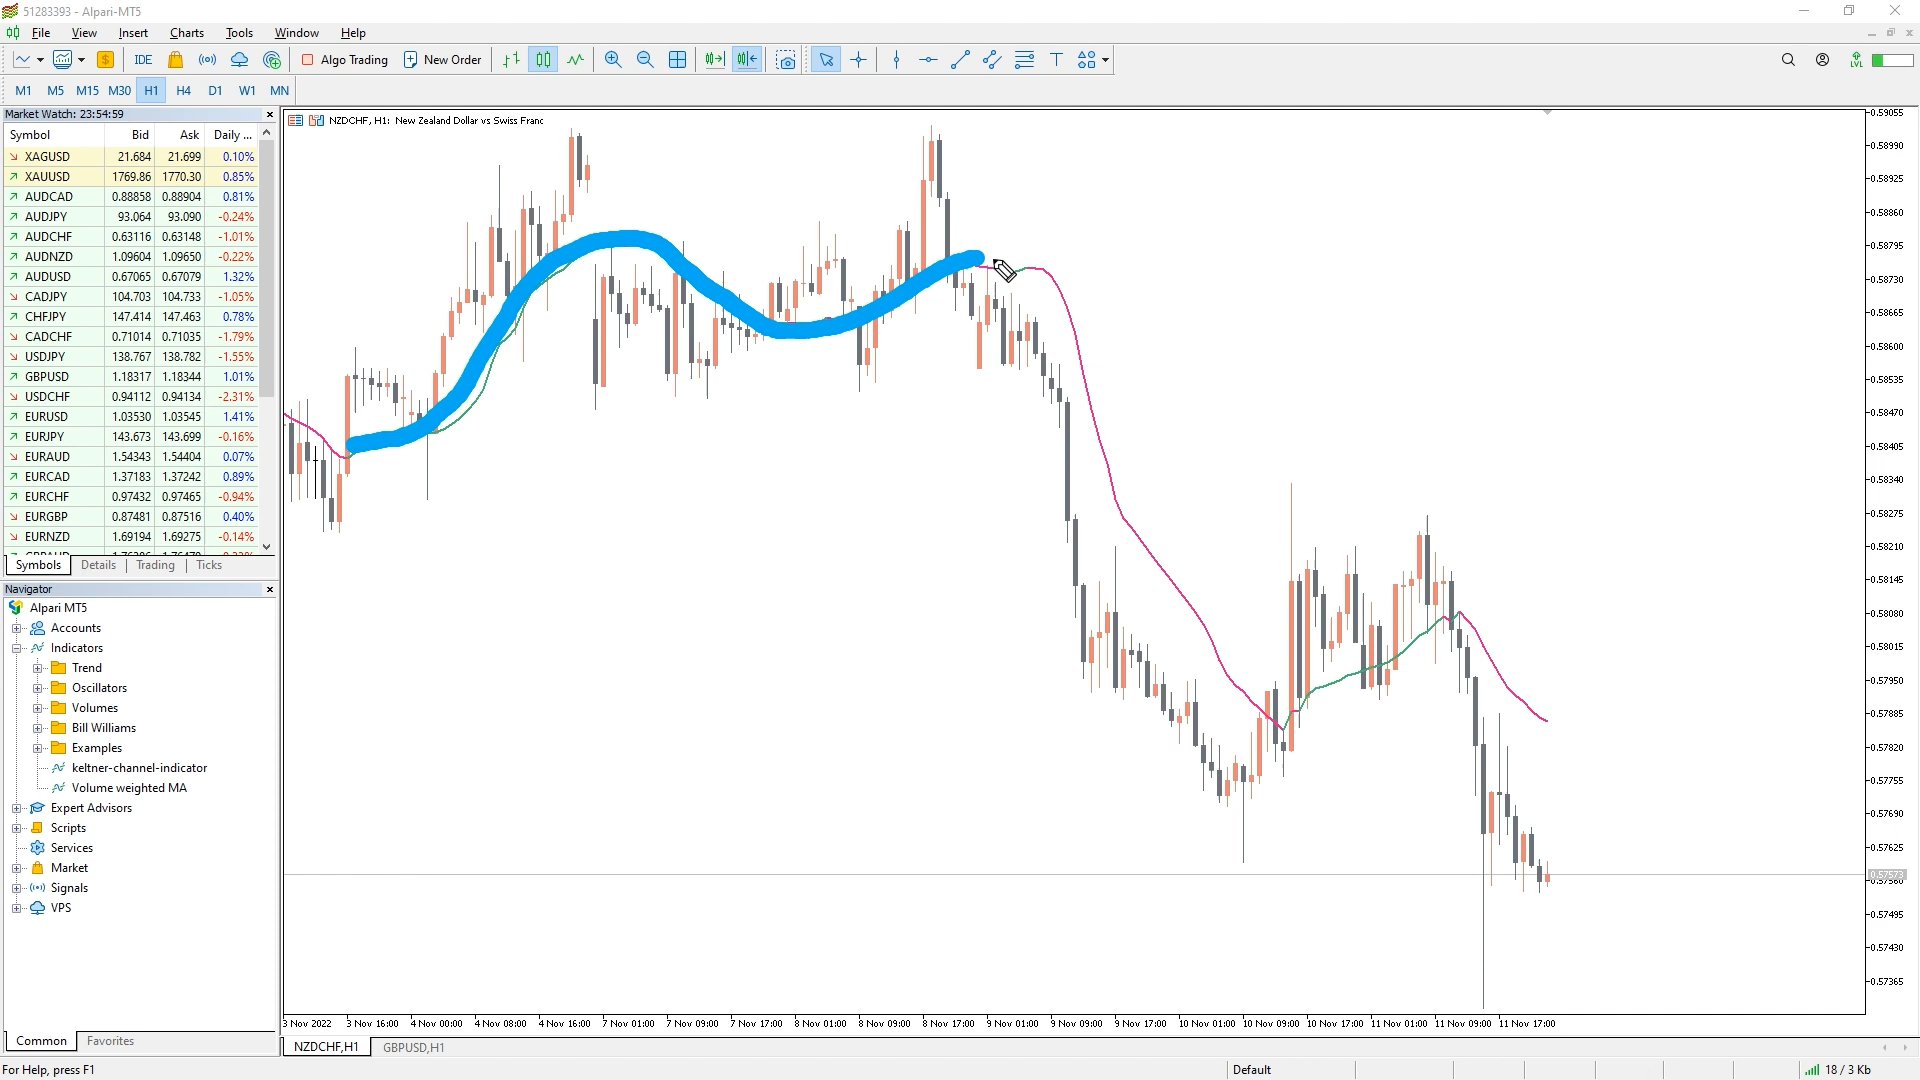 51283393 - Alpari-MT5
File View Insert Charts Tools Window Help
IDE Algo Trading New Order LVL
M1 M5 M15 M30 H1 H4 D1 W1 MN
Market Watch: 23:54:59
Symbol Bid Ask Daily ...
XAGUSD 21.684 21.699 0.10%
XAUUSD 1769.86 1770.30 0.85%
AUDCAD 0.88858 0.88904 0.81%
AUDJPY 93.064 93.090 -0.24%
AUDCHF 0.63116 0.63148 -1.01%
AUDNZD 1.09604 1.09650 -0.22%
AUDUSD 0.67065 0.67079 1.32%
CADJPY 104.703 104.733 -1.05%
CHFJPY 147.414 147.463 0.78%
CADCHF 0.71014 0.71035 -1.79%
USDJPY 138.767 138.782 -1.55%
GBPUSD 1.18317 1.18344 1.01%
USDCHF 0.94112 0.94134 -2.31%
EURUSD 1.03530 1.03545 1.41%
EURJPY 143.673 143.699 -0.16%
EURAUD 1.54343 1.54404 0.07%
EURCAD 1.37183 1.37242 0.89%
EURCHF 0.97432 0.97465 -0.94%
EURGBP 0.87481 0.87516 0.40%
EURNZD 1.69194 1.69275 -0.14%
Symbols Details Trading Ticks
Navigator
Alpari MT5
Accounts
Indicators
Trend
Oscillators
Volumes
Bill Williams
Examples
keltner-channel-indicator
Volume weighted MA
Expert Advisors
Scripts
Services
Market
Signals
VPS
Common Favorites
NZDCHF, H1: New Zealand Dollar vs Swiss Franc
0.59055
0.58990
0.58925
0.58860
0.58795
0.58730
0.58665
0.58600
0.58535
0.58470
0.58405
0.58340
0.58275
0.58210
0.58145
0.58080
0.58015
0.57950
0.57885
0.57820
0.57755
0.57690
0.57625
0.57573
0.57560
0.57495
0.57430
0.57365
3 Nov 2022 3 Nov 16:00 4 Nov 00:00 4 Nov 08:00 4 Nov 16:00 7 Nov 01:00 7 Nov 09:00 7 Nov 17:00 8 Nov 01:00 8 Nov 09:00 8 Nov 17:00 9 Nov 01:00 9 Nov 09:00 9 Nov 17:00 10 Nov 01:00 10 Nov 09:00 10 Nov 17:00 11 Nov 01:00 11 Nov 09:00 11 Nov 17:00
NZDCHF,H1 GBPUSD,H1
For Help, press F1 Default 18 / 3 Kb